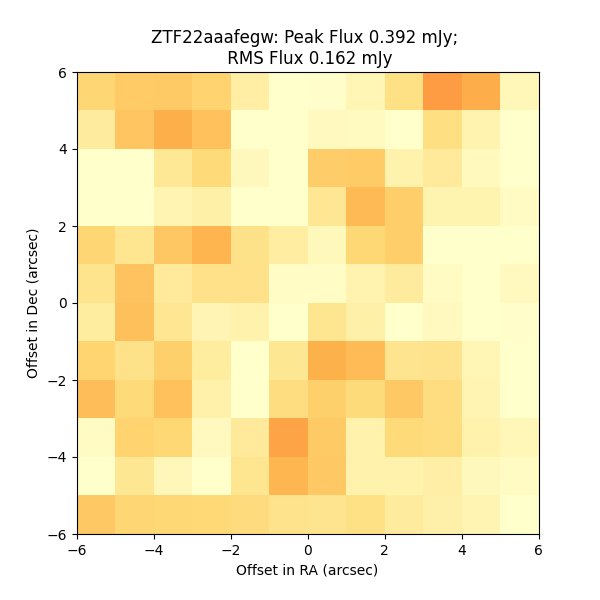 ZTF22aaafegw: Peak Flux 0.392 mJy;
RMS Flux 0.162 mJy
6
4
2
0
−2
−4
−6
Offset in Dec (arcsec)
−6 −4 −2 0 2 4 6
Offset in RA (arcsec)